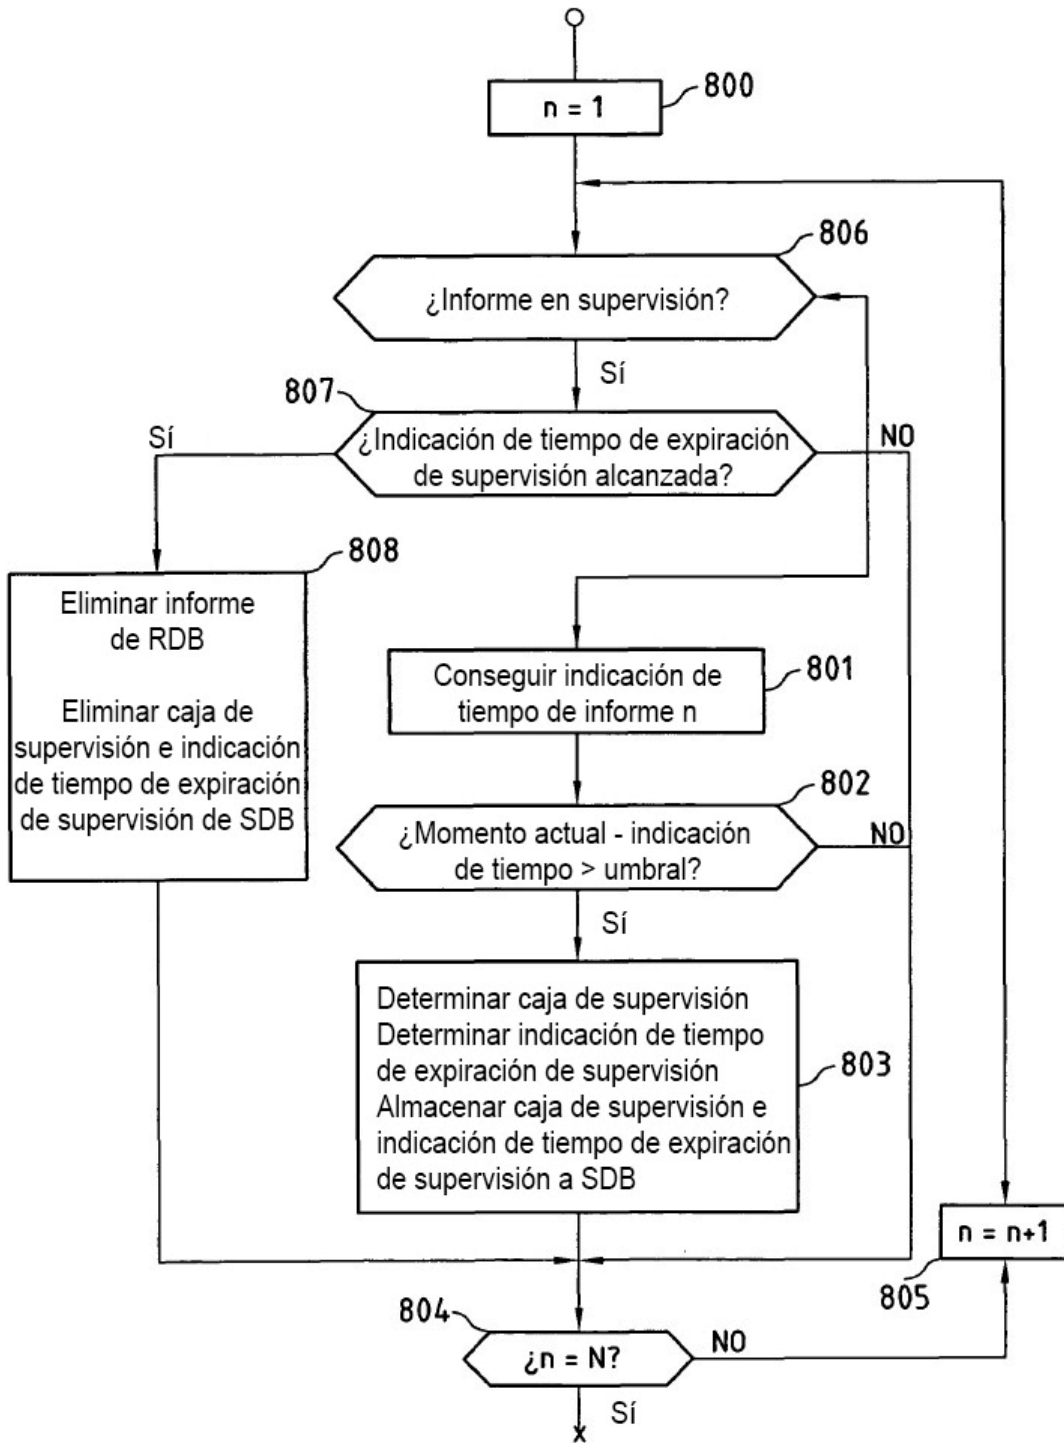 800
n = 1
806
¿Informe en supervisión?
Sí
807
Sí
¿Indicación de tiempo de expiración
de supervisión alcanzada?
NO
808
Eliminar informe
de RDB
Eliminar caja de
supervisión e indicación
de tiempo de expiración
de supervisión de SDB
801
Conseguir indicación de
tiempo de informe n
802
¿Momento actual - indicación
de tiempo > umbral?
NO
Sí
Determinar caja de supervisión
Determinar indicación de tiempo
de expiración de supervisión
Almacenar caja de supervisión e
indicación de tiempo de expiración
de supervisión a SDB
803
n = n+1
805
804
¿n = N?
NO
Sí
x